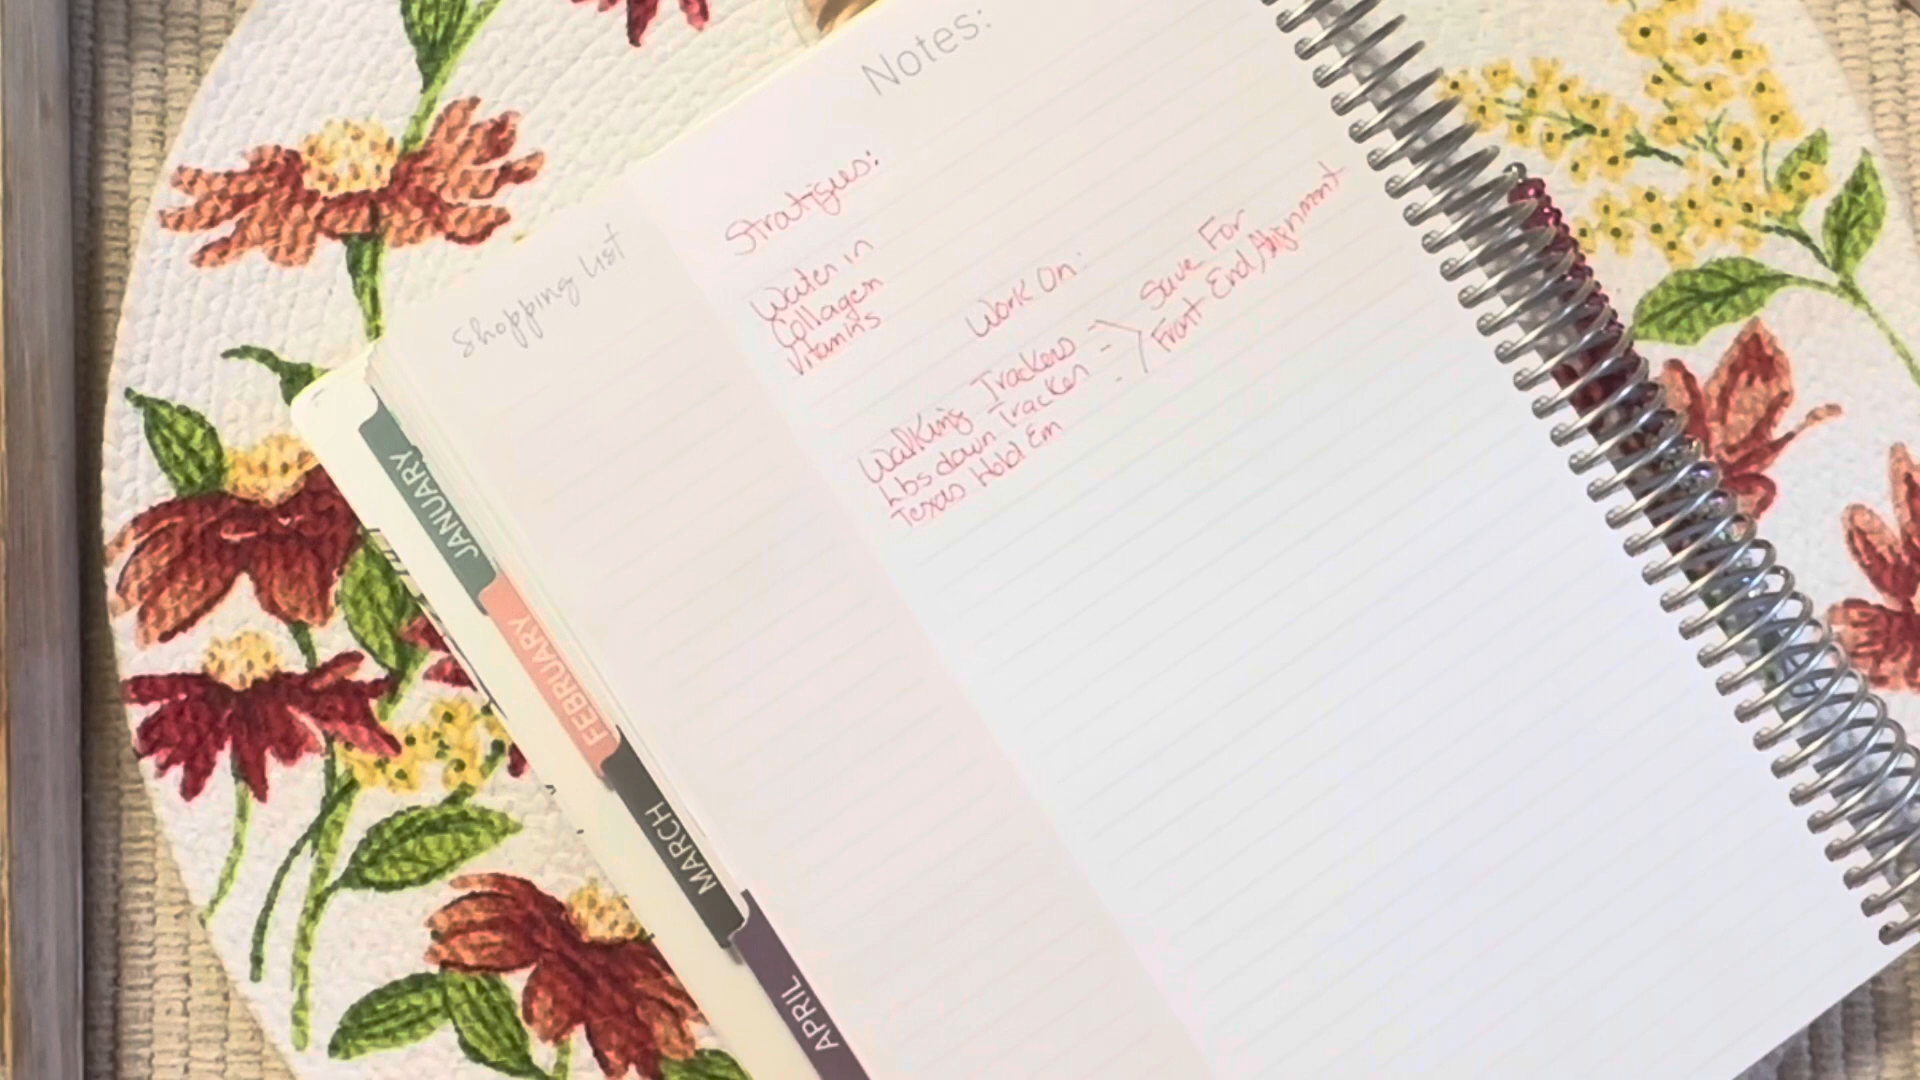 Notes:
Stratigies:
Water in
Collagen
Vitamins
Work On:
Walking Trackers
Lbs down Tracker
Texas Hold Em
Save For
Front End/Alignment
Shopping List
JANUARY
FEBRUARY
MARCH
APRIL